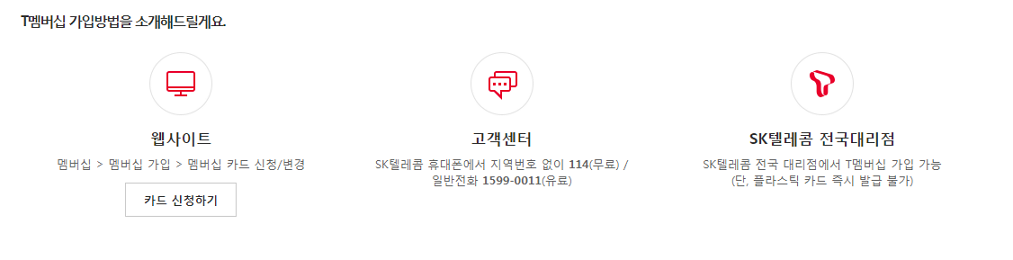 T멤버십 가입방법을 소개해드릴게요.
웹사이트
멤버십 > 멤버십 가입 > 멤버십 카드 신청/변경
카드 신청하기
고객센터
SK텔레콤 휴대폰에서 지역번호 없이 114(무료) /
일반전화 1599-0011(유료)
SK텔레콤 전국대리점
SK텔레콤 전국 대리점에서 T멤버십 가입 가능
(단, 플라스틱 카드 즉시 발급 불가)